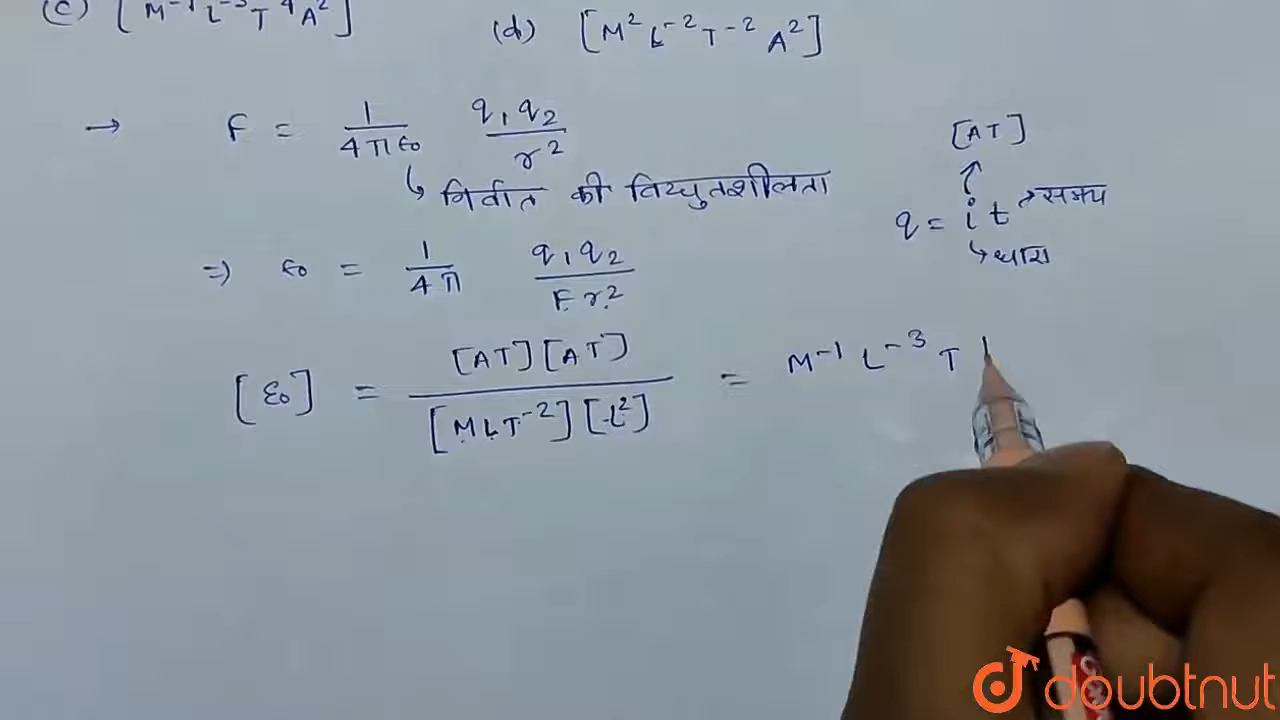 (c) [M⁻¹ L⁻³ T⁴ A²]
(d) [M² L⁻² T⁻² A²]
→ F = 1/4πε₀ q₁q₂/r²
↳ निर्वात की विद्युतशीलता
[AT]
↑
q = i t → समय
↳ धारा
⇒ ε₀ = 1/4π q₁q₂/Fr²
[ε₀] = [AT][AT]/[MLT⁻²][L²] = M⁻¹ L⁻³ T
doubtnut